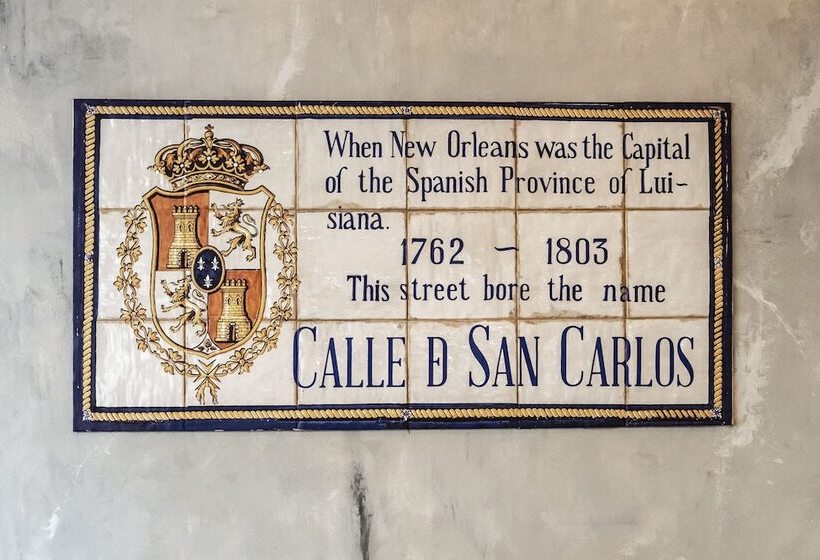 When New Orleans was the Capital
of the Spanish Province of Lui-
siana.
1762 ~ 1803
This street bore the name
CALLE Đ SAN CARLOS